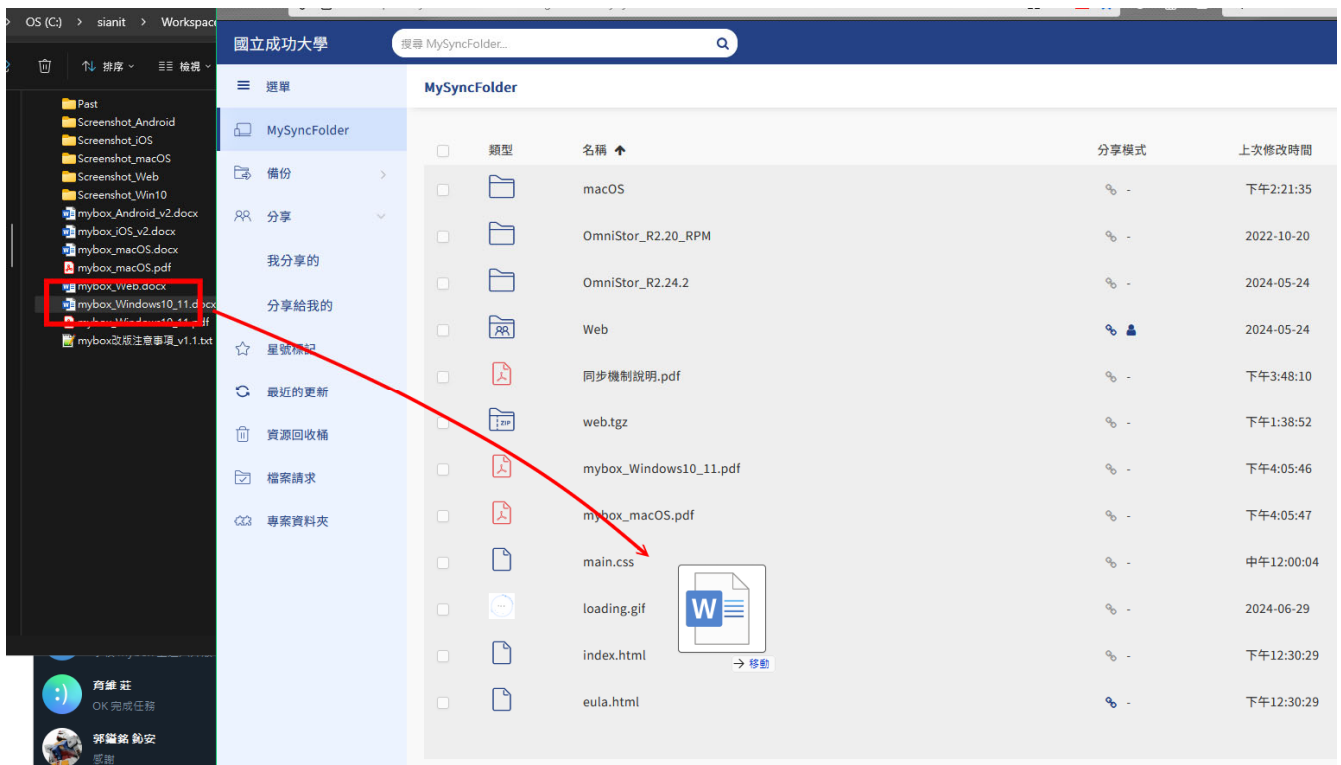 OS (C:) > sianit > Workspace
排序
檢視
Past
Screenshot_Android
Screenshot_iOS
Screenshot_macOS
Screenshot_Web
Screenshot_Win10
mybox_Android_v2.docx
mybox_iOS_v2.docx
mybox_macOS.docx
mybox_macOS.pdf
mybox_Web.docx
mybox_Windows10_11.docx
mybox_Windows10_11.pdf
mybox改版注意事項_v1.1.txt
育維 莊
OK 完成任務
郭鎰銘 鈊安
感謝
國立成功大學
搜尋 MySyncFolder...
選單
MySyncFolder
備份
分享
我分享的
分享給我的
星號標記
最近的更新
資源回收桶
檔案請求
專案資料夾
MySyncFolder
類型 名稱 分享模式 上次修改時間
macOS - 下午2:21:35
OmniStor_R2.20_RPM - 2022-10-20
OmniStor_R2.24.2 - 2024-05-24
Web 2024-05-24
同步機制說明.pdf - 下午3:48:10
ZIP web.tgz - 下午1:38:52
mybox_Windows10_11.pdf - 下午4:05:46
mybox_macOS.pdf - 下午4:05:47
main.css - 中午12:00:04
loading.gif - 2024-06-29
W
index.html - 下午12:30:29
移動
eula.html - 下午12:30:29